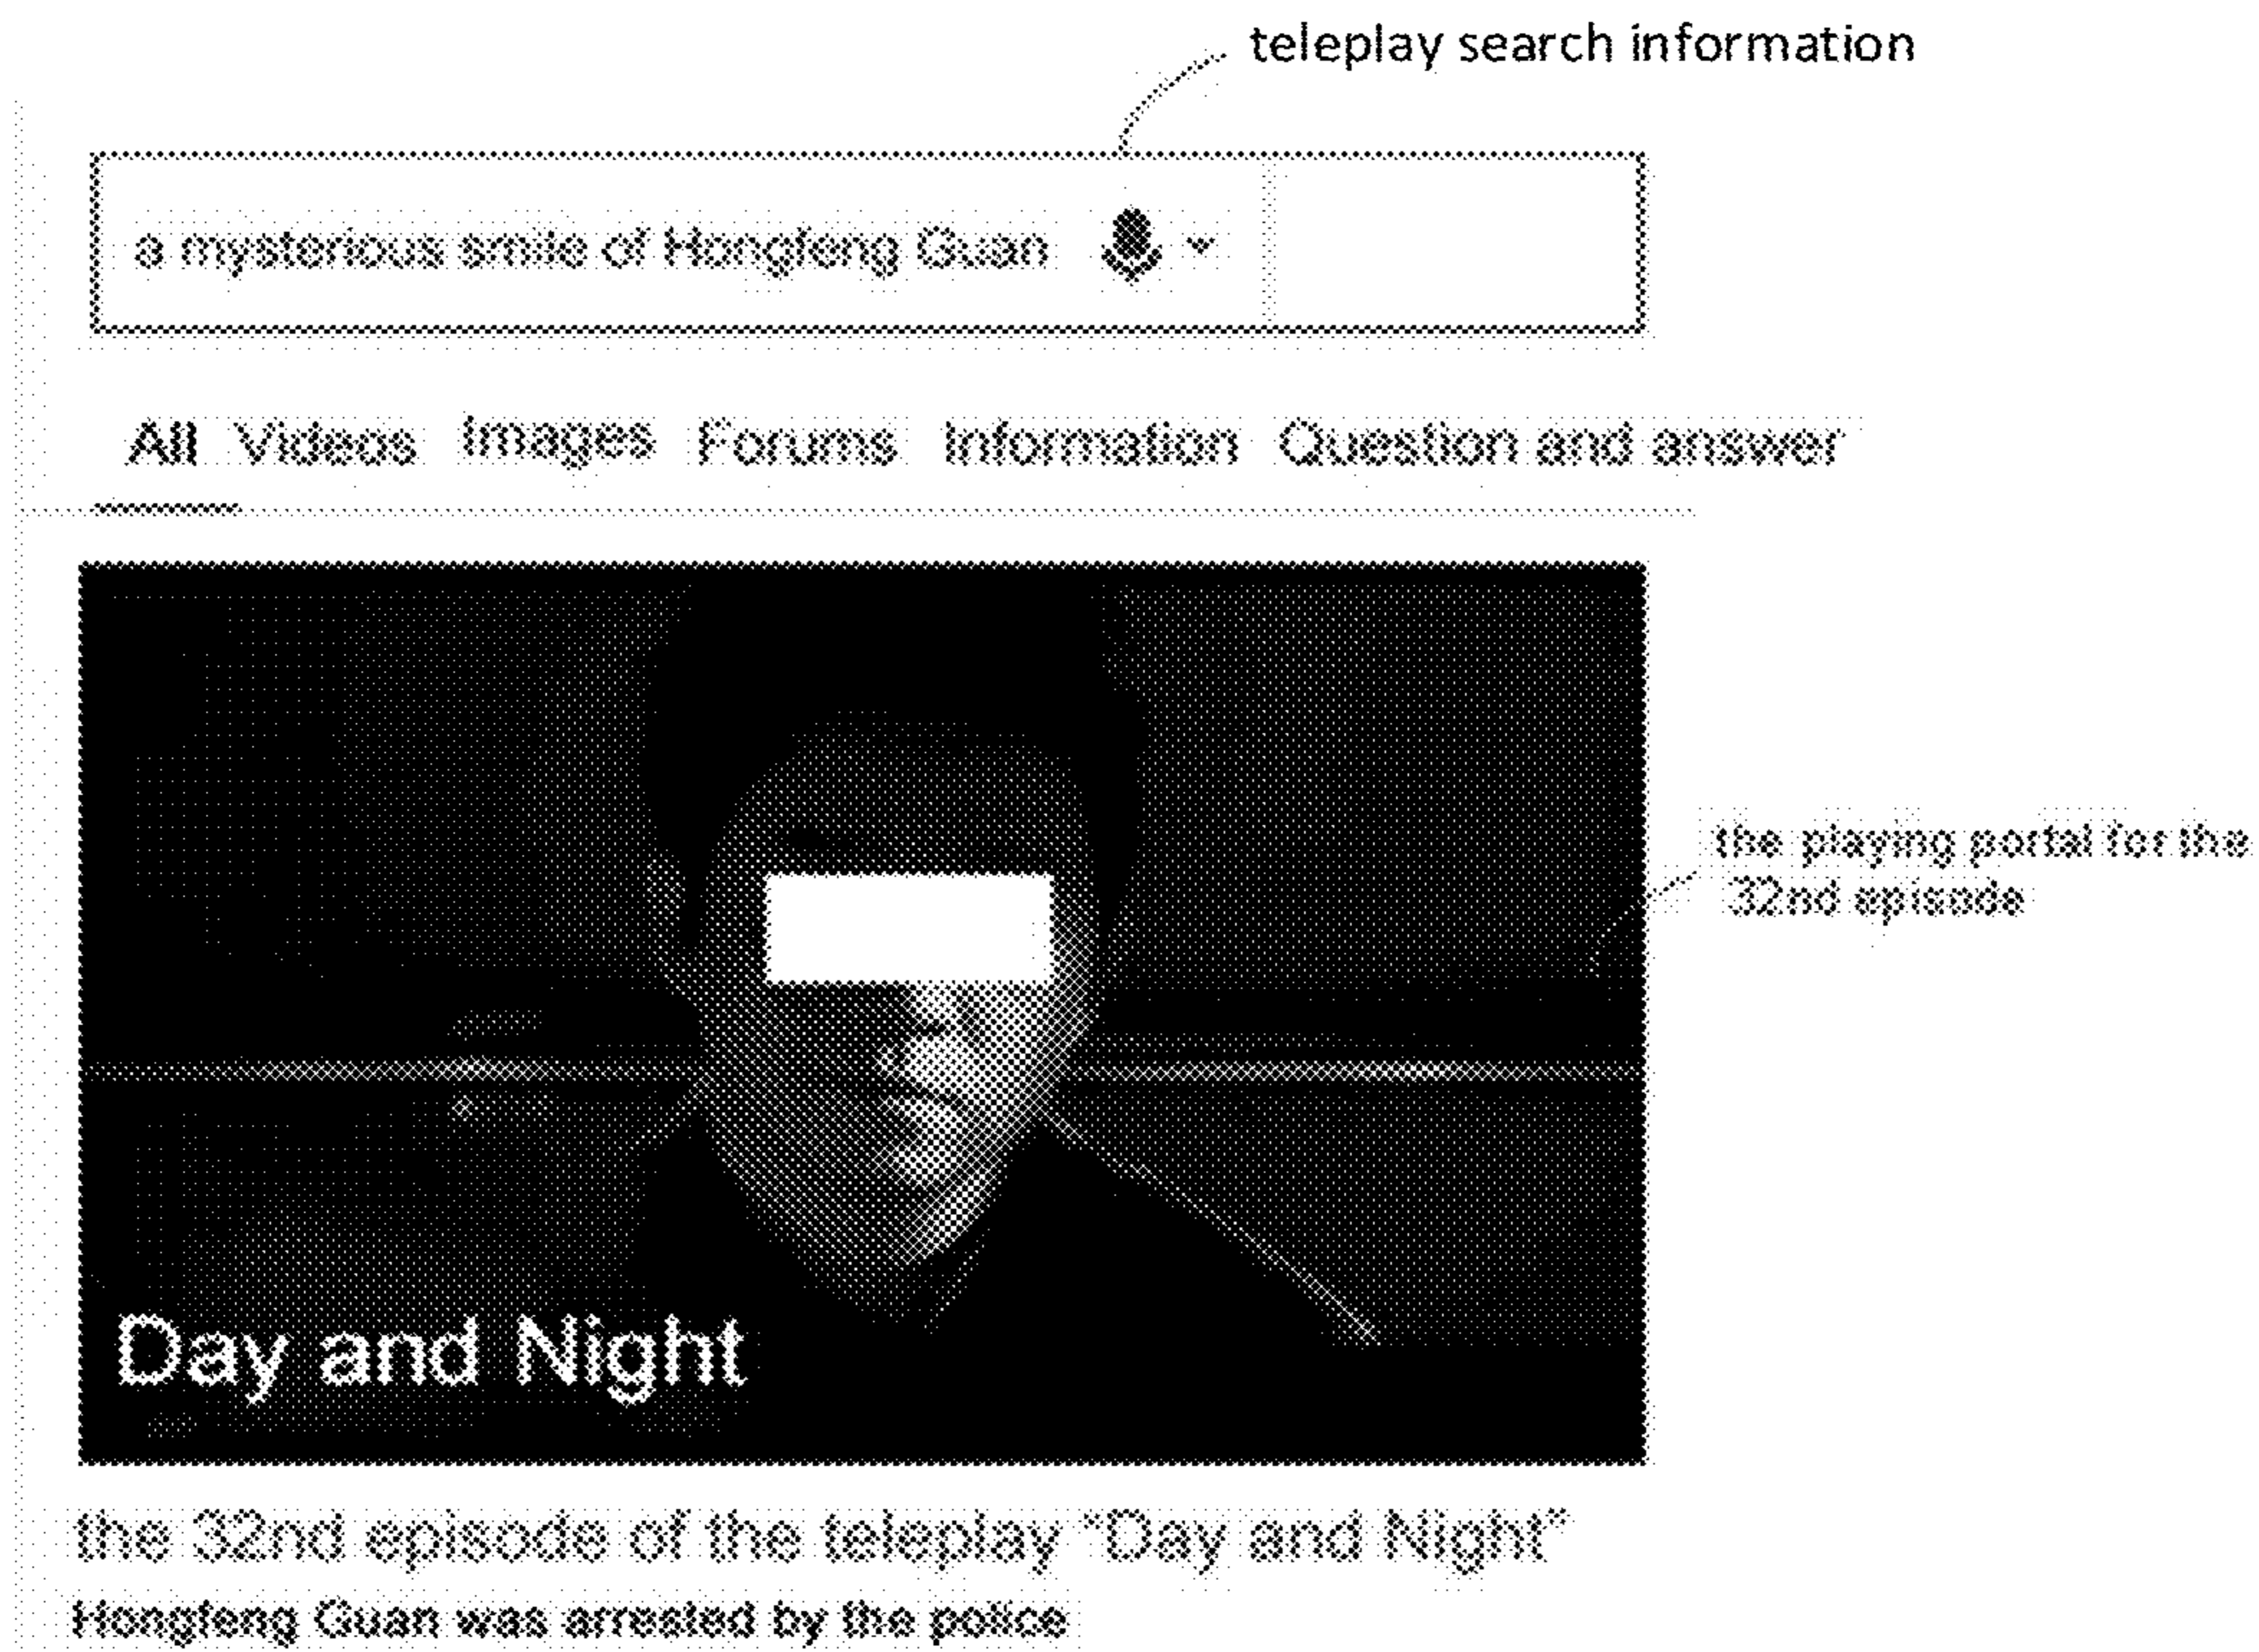 teleplay search information
a mysterious smile of Hongfeng Guan
All Videos Images Forums Information Question and answer
the playing portal for the
32nd episode
Day and Night
the 32nd episode of the teleplay "Day and Night"
Hongfeng Guan was arrested by the police